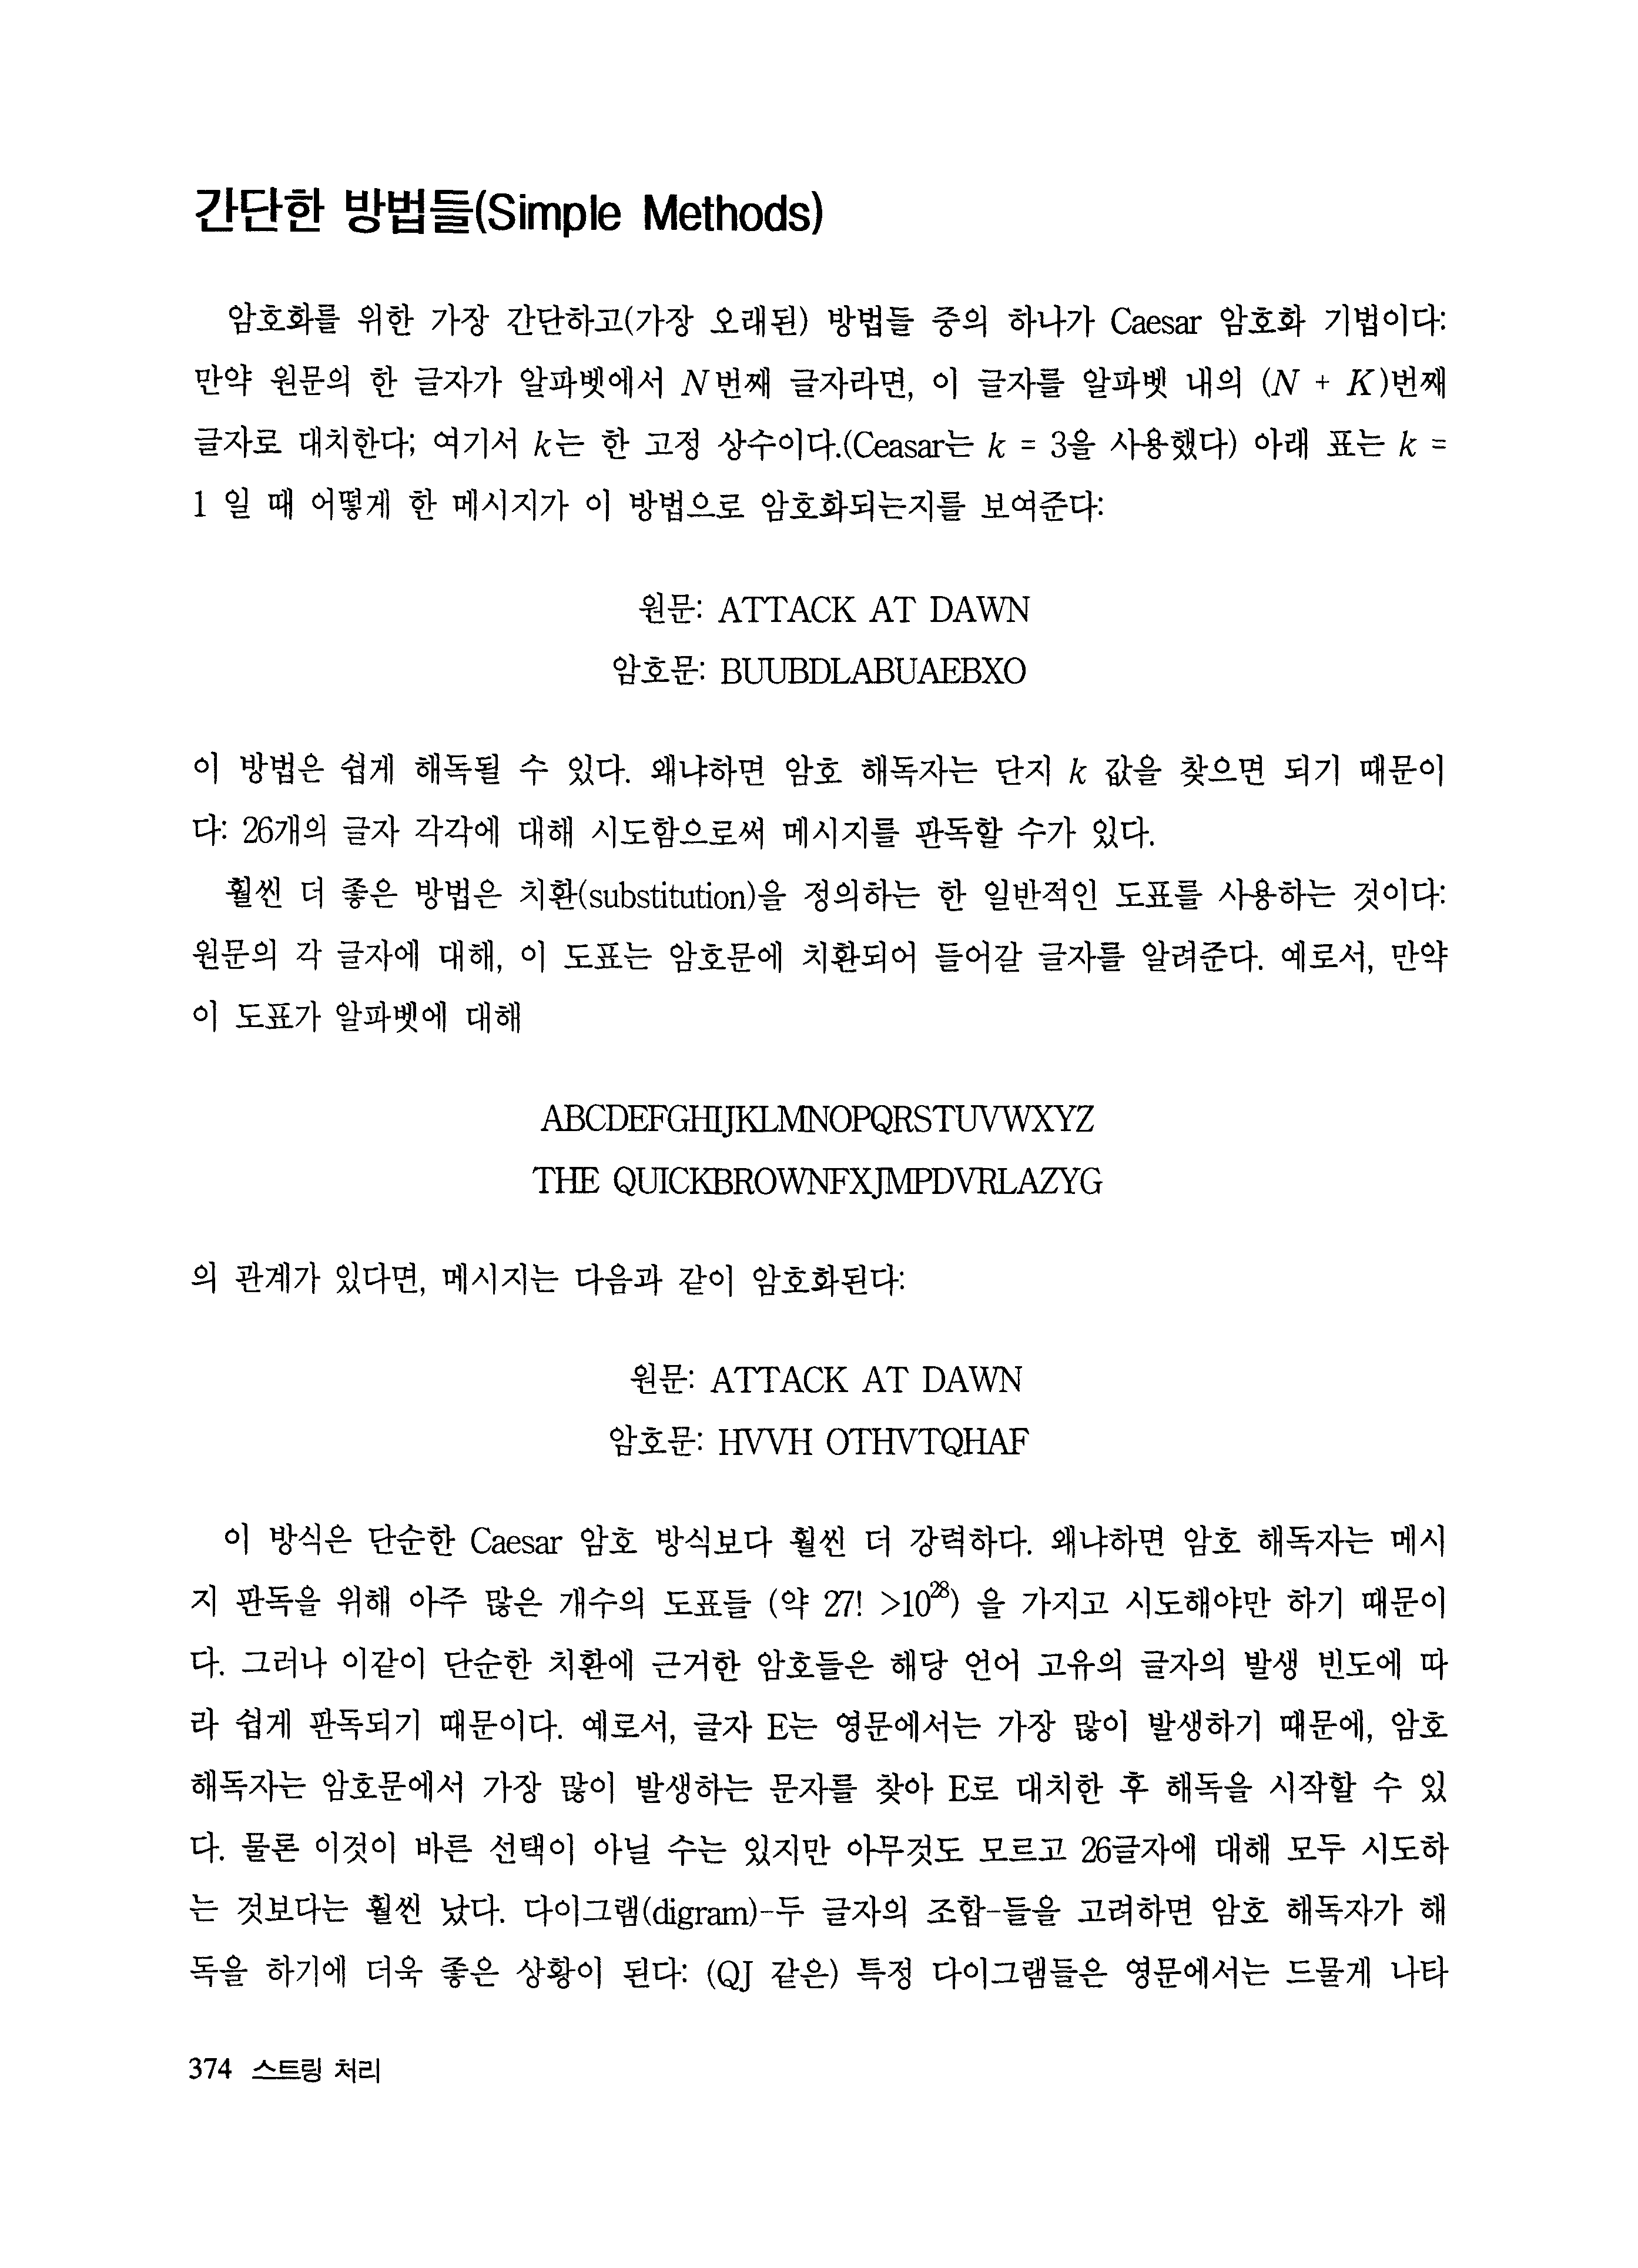 간단한 방법들(Simple Methods)
암호화를 위한 가장 간단하고(가장 오래된) 방법들 중의 하나가 Caesar 암호화 기법이다:
만약 원문의 한 글자가 알파벳에서 N번째 글자라면, 이 글자를 알파벳 내의 (N + K)번째
글자로 대치한다; 여기서 k는 한 고정 상수이다.(Ceasar는 k = 3을 사용했다) 아래 표는 k =
1 일 때 어떻게 한 메시지가 이 방법으로 암호화되는지를 보여준다:
원문: ATTACK AT DAWN
암호문: BUUBDLABUAEBXO
이 방법은 쉽게 해독될 수 있다. 왜냐하면 암호 해독자는 단지 k 값을 찾으면 되기 때문이
다: 26개의 글자 각각에 대해 시도함으로써 메시지를 판독할 수가 있다.
훨씬 더 좋은 방법은 치환(substitution)을 정의하는 한 일반적인 도표를 사용하는 것이다:
원문의 각 글자에 대해, 이 도표는 암호문에 치환되어 들어갈 글자를 알려준다. 예로서, 만약
이 도표가 알파벳에 대해
ABCDEFGHIJKLMNOPQRSTUVWXYZ
THE QUICKBROWNFXJMPDVRLAZYG
의 관계가 있다면, 메시지는 다음과 같이 암호화된다:
원문: ATTACK AT DAWN
암호문: HVVH OTHVTQHAF
이 방식은 단순한 Caesar 암호 방식보다 훨씬 더 강력하다. 왜냐하면 암호 해독자는 메시
지 판독을 위해 아주 많은 개수의 도표들 (약 27! >10²⁸) 을 가지고 시도해야만 하기 때문이
다. 그러나 이같이 단순한 치환에 근거한 암호들은 해당 언어 고유의 글자의 발생 빈도에 따
라 쉽게 판독되기 때문이다. 예로서, 글자 E는 영문에서는 가장 많이 발생하기 때문에, 암호
해독자는 암호문에서 가장 많이 발생하는 문자를 찾아 E로 대치한 후 해독을 시작할 수 있
다. 물론 이것이 바른 선택이 아닐 수는 있지만 아무것도 모르고 26글자에 대해 모두 시도하
는 것보다는 훨씬 났다. 다이그램(digram)-두 글자의 조합-들을 고려하면 암호 해독자가 해
독을 하기에 더욱 좋은 상황이 된다: (QJ 같은) 특정 다이그램들은 영문에서는 드물게 나타
374 스트링 처리